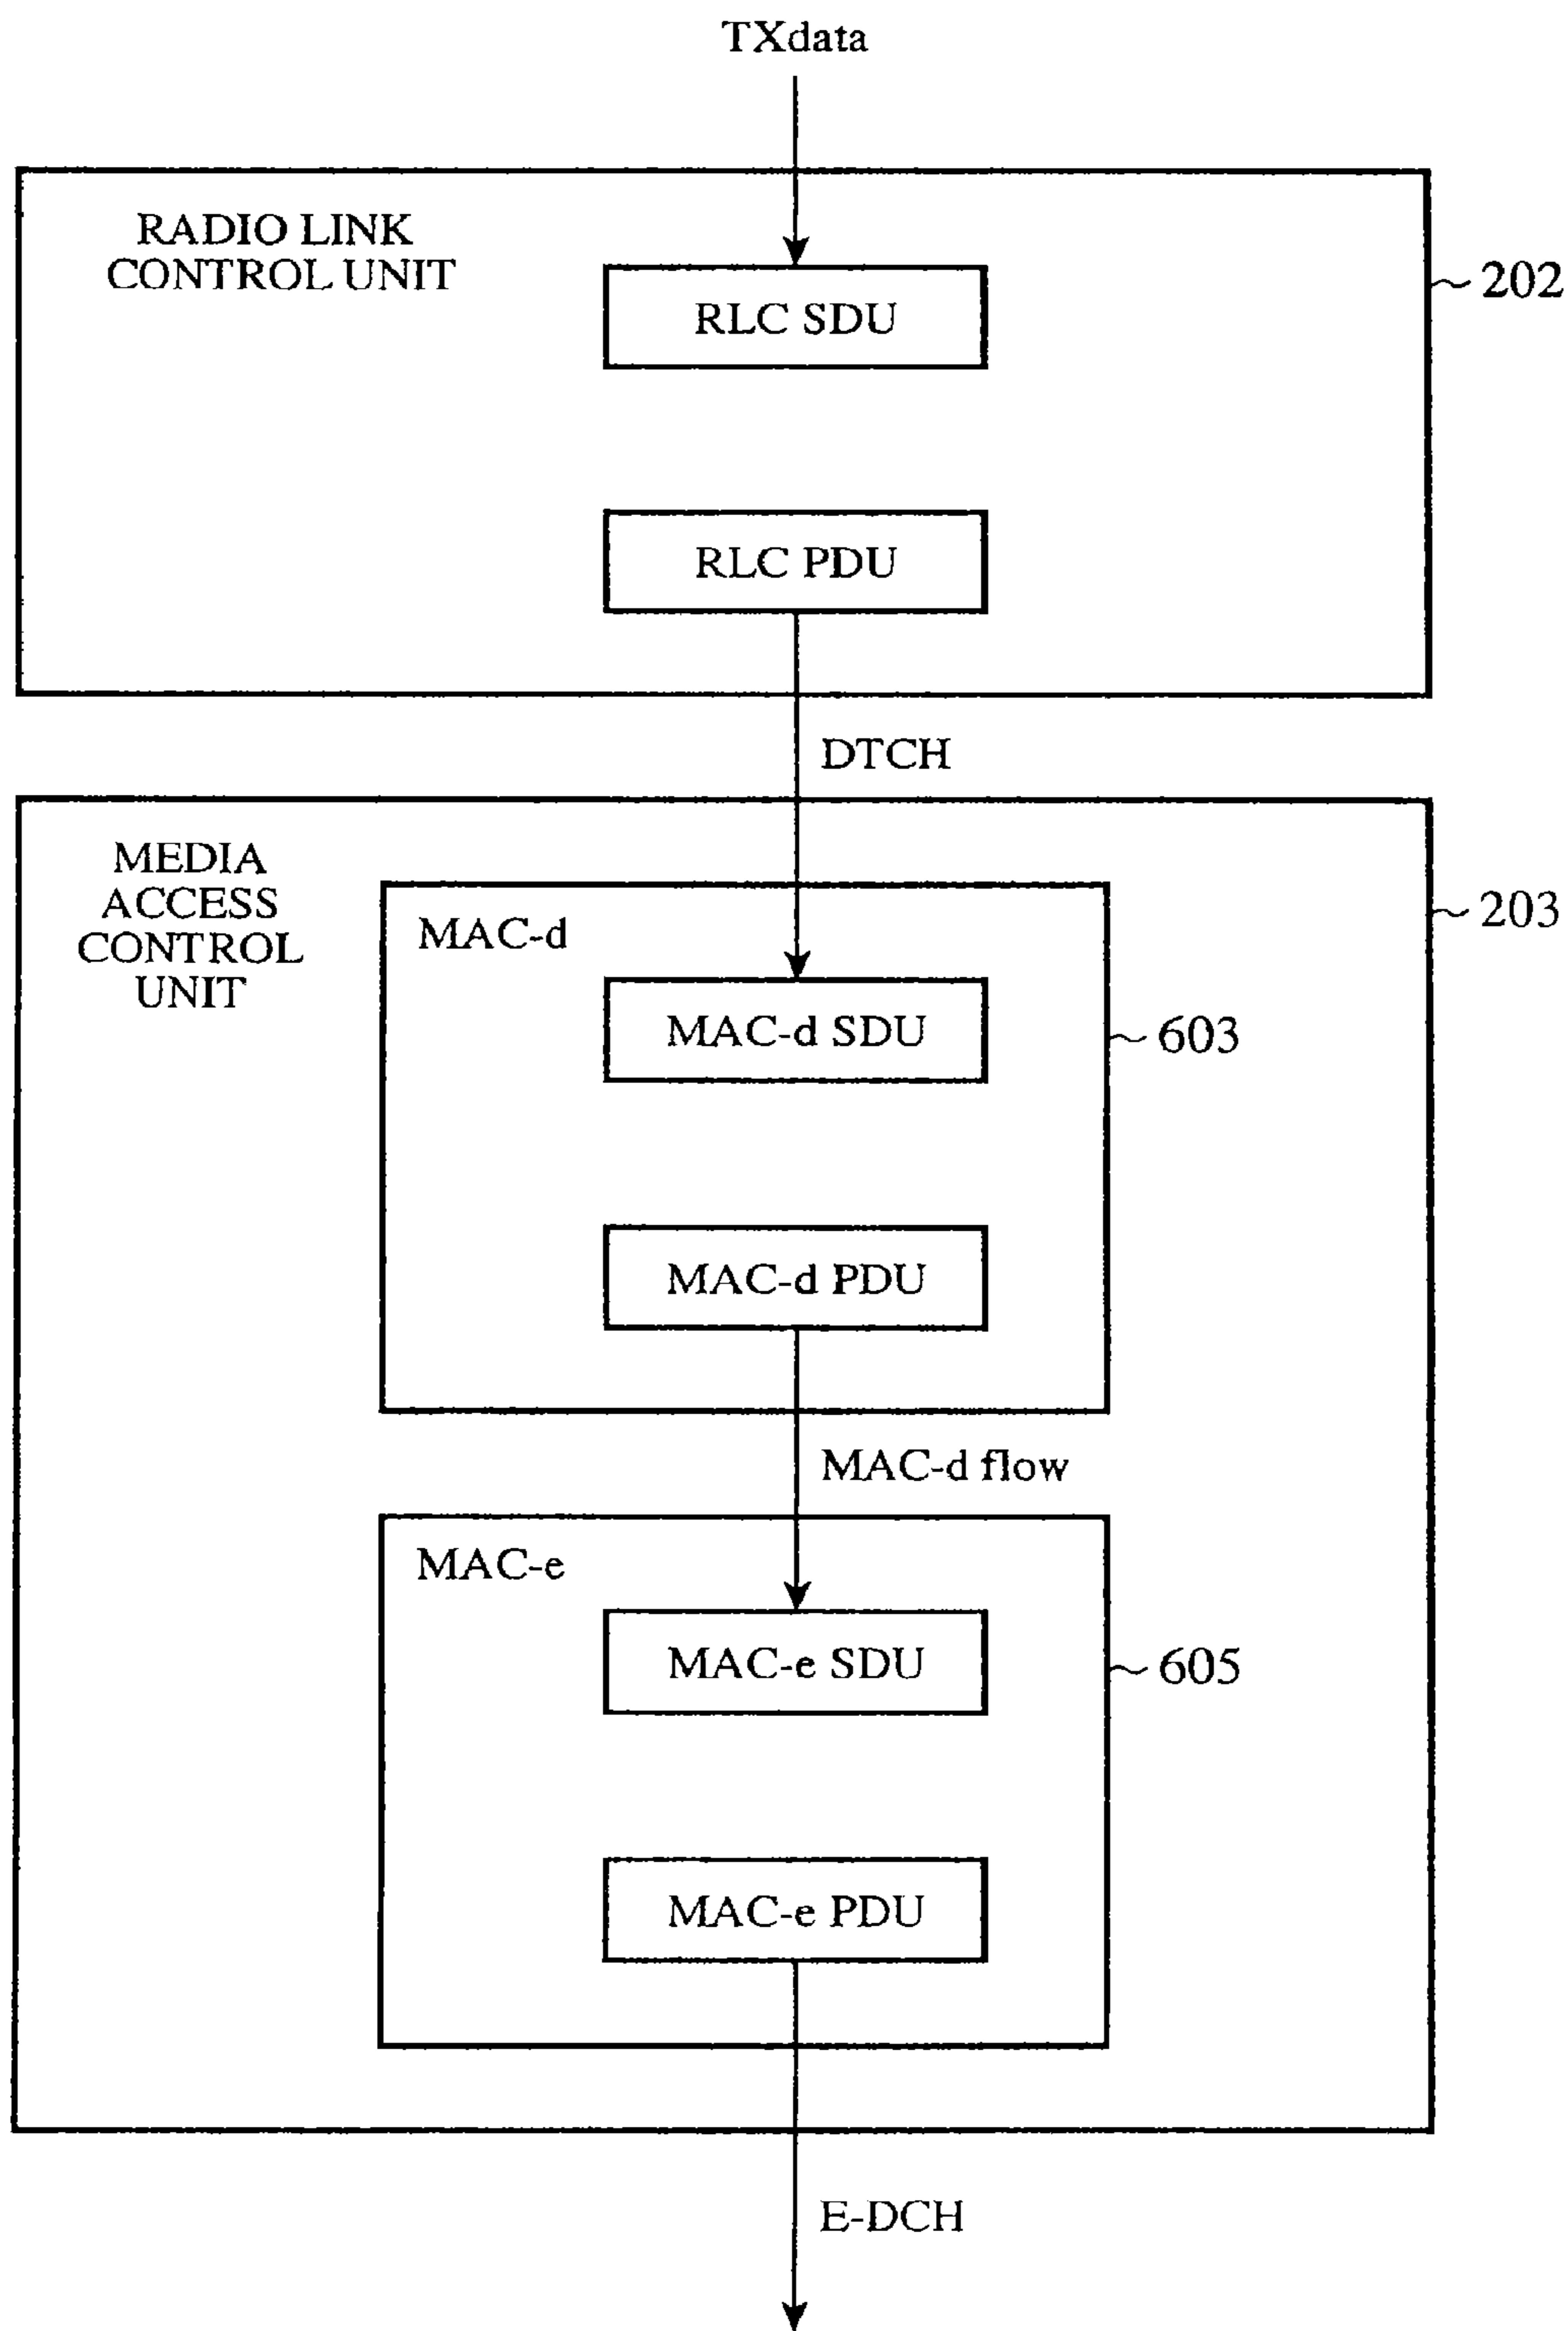 TXdata
RADIO LINK
CONTROL UNIT
202
RLC SDU
RLC PDU
DTCH
MEDIA
ACCESS
CONTROL
UNIT
203
MAC-d
MAC-d SDU
603
MAC-d PDU
MAC-d flow
MAC-e
MAC-e SDU
605
MAC-e PDU
E-DCH